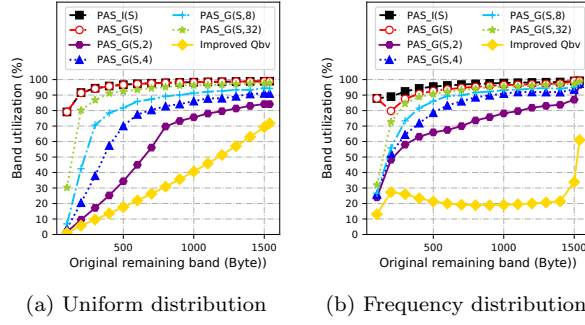 PAS_I(S)
PAS_G(S)
PAS_G(S,2)
PAS_G(S,4)
PAS_G(S,8)
PAS_G(S,32)
Improved Qbv
Band utilization (%)
100
90
80
70
60
50
40
30
20
10
0
500
1000
1500
Original remaining band (Byte))
(a) Uniform distribution
PAS_I(S)
PAS_G(S)
PAS_G(S,2)
PAS_G(S,4)
PAS_G(S,8)
PAS_G(S,32)
Improved Qbv
Band utilization (%)
100
90
80
70
60
50
40
30
20
10
0
500
1000
1500
Original remaining band (Byte))
(b) Frequency distribution